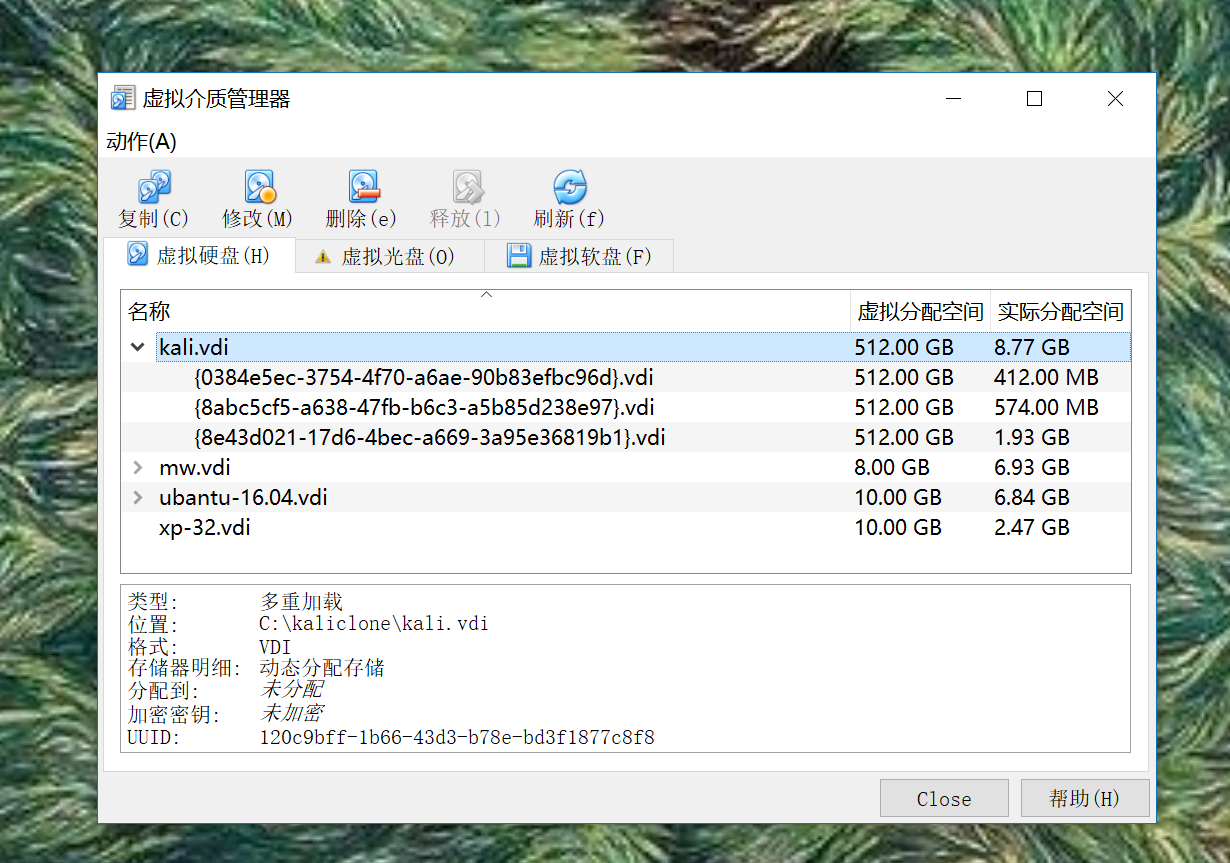 虚拟介质管理器
动作(A)
复制(C) 修改(M) 删除(e) 释放(l) 刷新(f)
虚拟硬盘(H) 虚拟光盘(O) 虚拟软盘(F)
名称 虚拟分配空间 实际分配空间
kali.vdi 512.00 GB 8.77 GB
{0384e5ec-3754-4f70-a6ae-90b83efbc96d}.vdi 512.00 GB 412.00 MB
{8abc5cf5-a638-47fb-b6c3-a5b85d238e97}.vdi 512.00 GB 574.00 MB
{8e43d021-17d6-4bec-a669-3a95e36819b1}.vdi 512.00 GB 1.93 GB
mw.vdi 8.00 GB 6.93 GB
ubantu-16.04.vdi 10.00 GB 6.84 GB
xp-32.vdi 10.00 GB 2.47 GB
类型: 多重加载
位置: C:\kaliclone\kali.vdi
格式: VDI
存储器明细: 动态分配存储
分配到: 未分配
加密密钥: 未加密
UUID: 120c9bff-1b66-43d3-b78e-bd3f1877c8f8
Close 帮助(H)